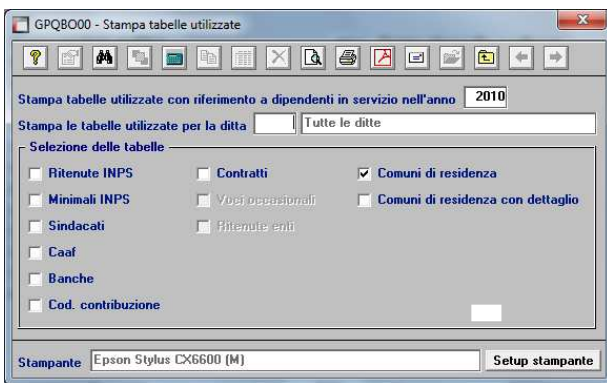 GPQBO00 - Stampa tabelle utilizzate
Stampa tabelle utilizzate con riferimento a dipendenti in servizio nell'anno 2010
Stampa le tabelle utilizzate per la ditta Tutte le ditte
Selezione delle tabelle
Ritenute INPS Contratti Comuni di residenza
Minimali INPS Voci occasionali Comuni di residenza con dettaglio
Sindacati Ritenute enti
Caaf
Banche
Cod. contribuzione
Stampante Epson Stylus CX6600 (M) Setup stampante